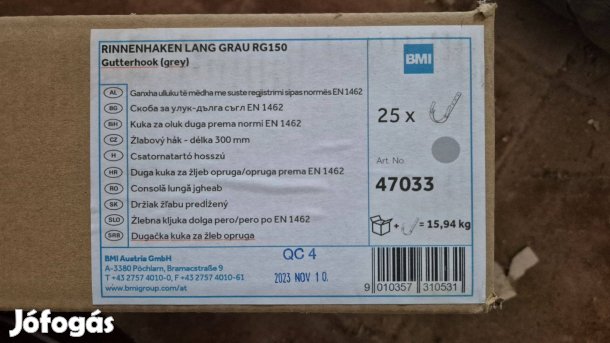 RINNENHAKEN LANG GRAU RG150
Gutterhook (grey)
BMI
AL Ganxha ulluku të mëdha me suste regjistrimi sipas normës EN 1462
BG Скоба за улук-дълга съгл EN 1462
BiH Kuka za oluk duga prema normi EN 1462
CZ Žlabový hák - délka 300 mm
H Csatornatartó hosszú
HR Duga kuka za žljeb opruga/opruga prema EN 1462
RO Consolă lungă jgheab
SK Držiak žľabu predĺžený
SLO Žlebna kljuka dolga pero/pero po EN 1462
SRB Dugačka kuka za žleb opruga
25 x
Art. No.
47033
+ = 15,94 kg
BMI Austria GmbH
A-3380 Pöchlarn, Bramacstraße 9
T +43 2757 4010-0, F +43 2757 4010-61
www.bmigroup.com/at
QC 4
2023 NOV 10.
9 010357 310531
Jófogás